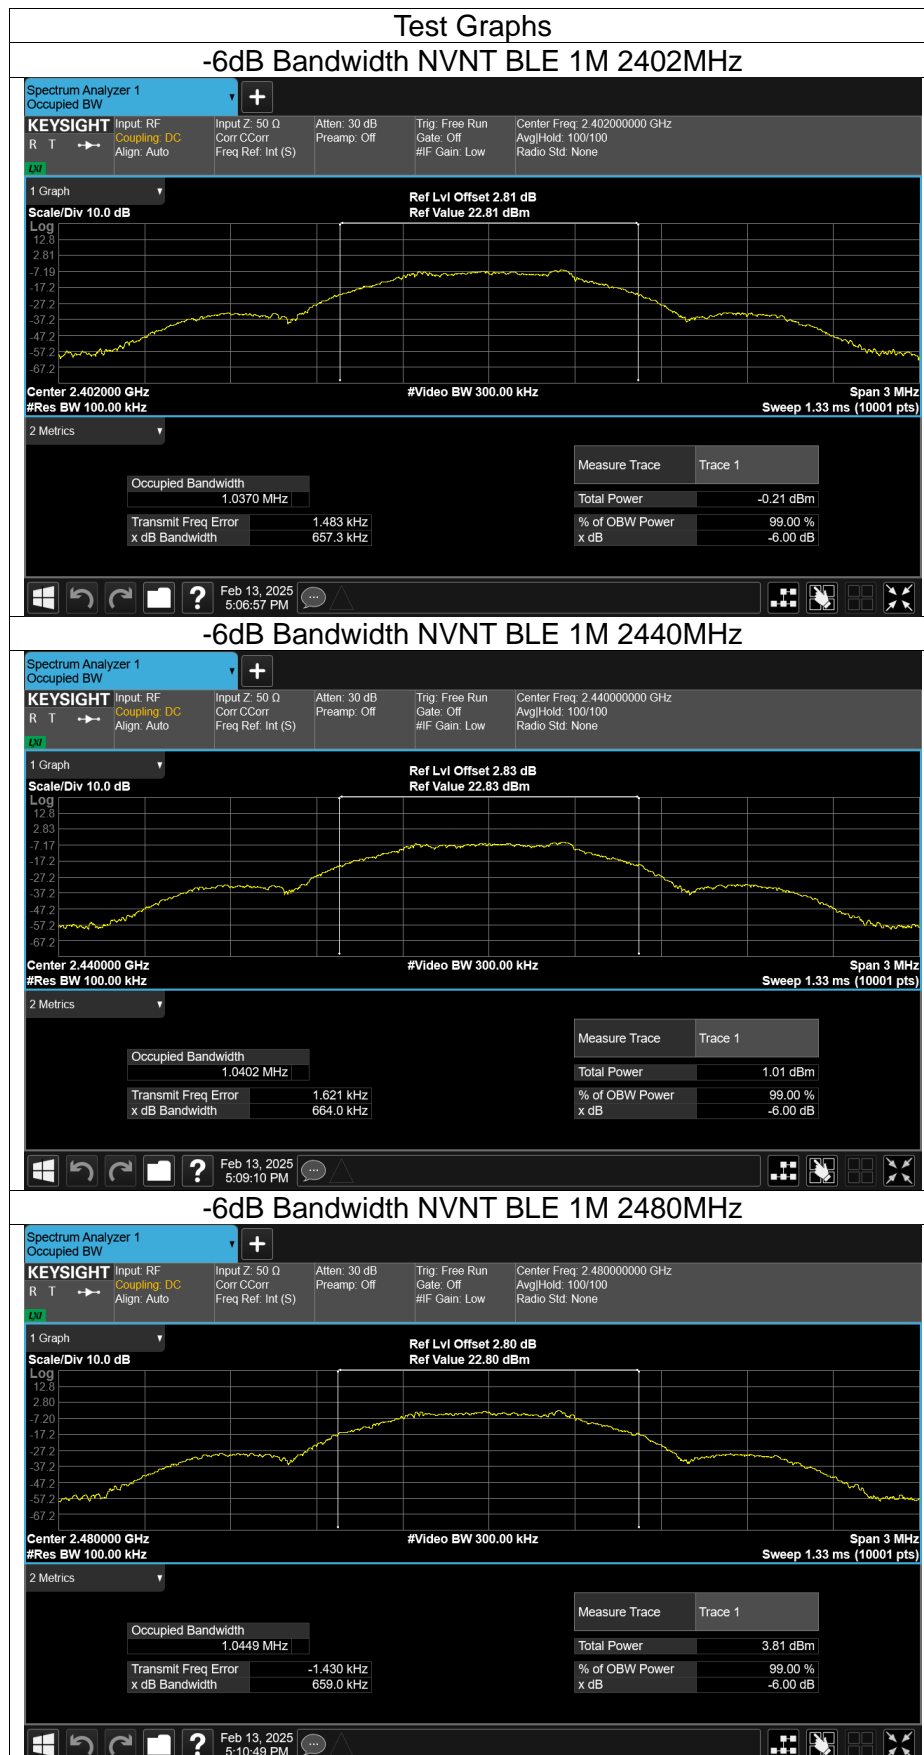 Test Graphs
-6dB Bandwidth NVNT BLE 1M 2402MHz
Spectrum Analyzer 1
Occupied BW
+
KEYSIGHT Input: RF Input Z: 50 Ω Atten: 30 dB Trig: Free Run Center Freq: 2.402000000 GHz
R T Coupling: DC Corr CCorr Preamp: Off Gate: Off Avg|Hold: 100/100
Align: Auto Freq Ref: Int (S) #IF Gain: Low Radio Std: None
LXI
1 Graph
Ref Lvl Offset 2.81 dB
Scale/Div 10.0 dB Ref Value 22.81 dBm
Log
12.8
2.81
-7.19
-17.2
-27.2
-37.2
-47.2
-57.2
-67.2
Center 2.402000 GHz #Video BW 300.00 kHz Span 3 MHz
#Res BW 100.00 kHz Sweep 1.33 ms (10001 pts)
2 Metrics
Measure Trace Trace 1
Occupied Bandwidth
1.0370 MHz Total Power -0.21 dBm
Transmit Freq Error 1.483 kHz % of OBW Power 99.00 %
x dB Bandwidth 657.3 kHz x dB -6.00 dB
? Feb 13, 2025
5:06:57 PM
-6dB Bandwidth NVNT BLE 1M 2440MHz
Spectrum Analyzer 1
Occupied BW
+
KEYSIGHT Input: RF Input Z: 50 Ω Atten: 30 dB Trig: Free Run Center Freq: 2.440000000 GHz
R T Coupling: DC Corr CCorr Preamp: Off Gate: Off Avg|Hold: 100/100
Align: Auto Freq Ref: Int (S) #IF Gain: Low Radio Std: None
LXI
1 Graph
Ref Lvl Offset 2.83 dB
Scale/Div 10.0 dB Ref Value 22.83 dBm
Log
12.8
2.83
-7.17
-17.2
-27.2
-37.2
-47.2
-57.2
-67.2
Center 2.440000 GHz #Video BW 300.00 kHz Span 3 MHz
#Res BW 100.00 kHz Sweep 1.33 ms (10001 pts)
2 Metrics
Measure Trace Trace 1
Occupied Bandwidth
1.0402 MHz Total Power 1.01 dBm
Transmit Freq Error 1.621 kHz % of OBW Power 99.00 %
x dB Bandwidth 664.0 kHz x dB -6.00 dB
? Feb 13, 2025
5:09:10 PM
-6dB Bandwidth NVNT BLE 1M 2480MHz
Spectrum Analyzer 1
Occupied BW
+
KEYSIGHT Input: RF Input Z: 50 Ω Atten: 30 dB Trig: Free Run Center Freq: 2.480000000 GHz
R T Coupling: DC Corr CCorr Preamp: Off Gate: Off Avg|Hold: 100/100
Align: Auto Freq Ref: Int (S) #IF Gain: Low Radio Std: None
LXI
1 Graph
Ref Lvl Offset 2.80 dB
Scale/Div 10.0 dB Ref Value 22.80 dBm
Log
12.8
2.80
-7.20
-17.2
-27.2
-37.2
-47.2
-57.2
-67.2
Center 2.480000 GHz #Video BW 300.00 kHz Span 3 MHz
#Res BW 100.00 kHz Sweep 1.33 ms (10001 pts)
2 Metrics
Measure Trace Trace 1
Occupied Bandwidth
1.0449 MHz Total Power 3.81 dBm
Transmit Freq Error -1.430 kHz % of OBW Power 99.00 %
x dB Bandwidth 659.0 kHz x dB -6.00 dB
? Feb 13, 2025
5:10:49 PM